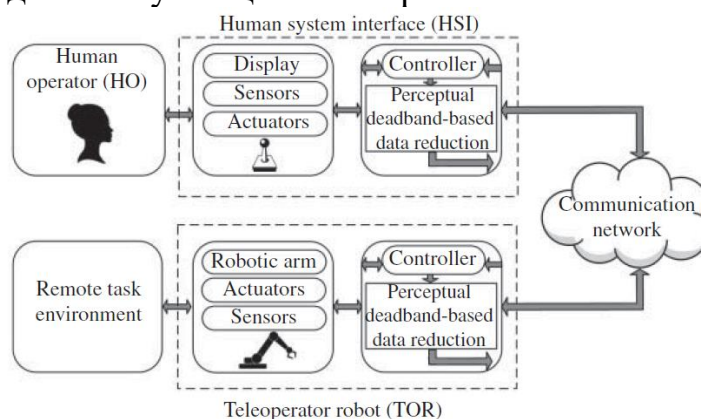 Human system interface (HSI)
Human
operator (HO)
Display
Sensors
Actuators
Controller
Perceptual
deadband-based
data reduction
Communication
network
Remote task
environment
Robotic arm
Actuators
Sensors
Controller
Perceptual
deadband-based
data reduction
Teleoperator robot (TOR)